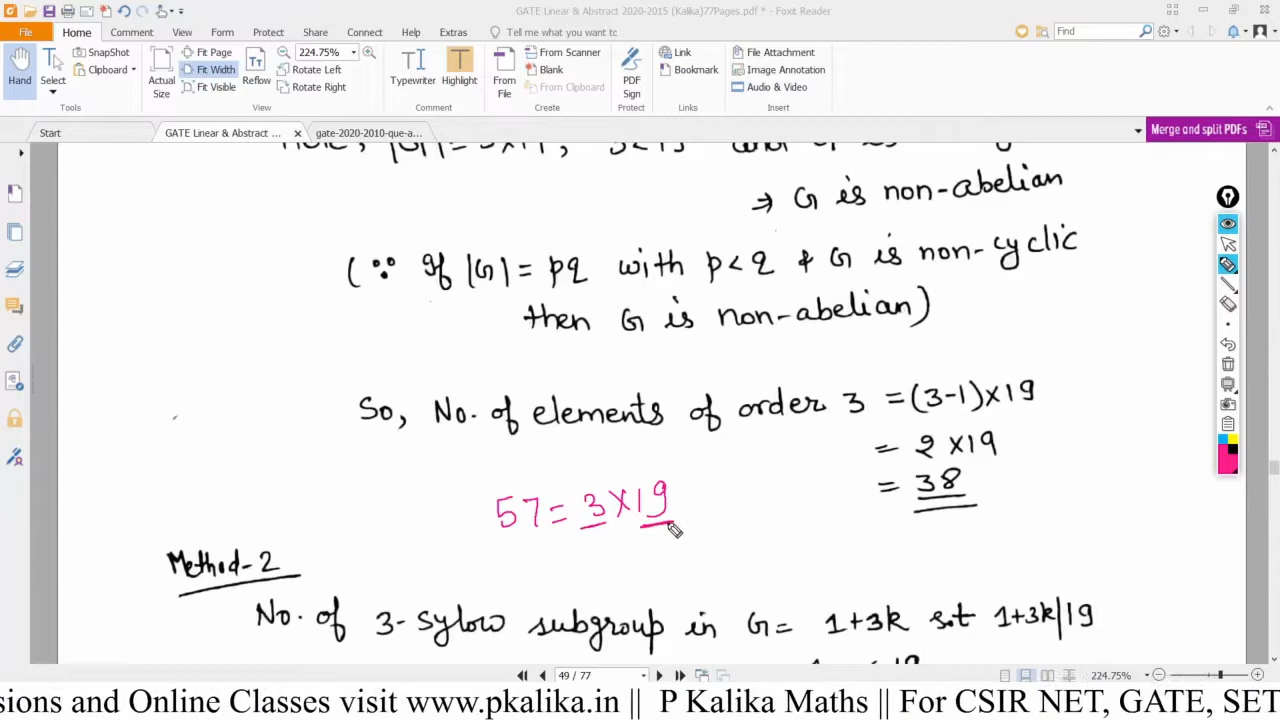 GATE Linear & Abstract 2020-2015 (Kalika)77Pages.pdf * - Foxit Reader
File Home Comment View Form Protect Share Connect Help Extras Tell me what you want to Find
Hand Select SnapShot Clipboard Actual Size Fit Page Fit Width Fit Visible Reflow 224.75% Rotate Left Rotate Right Typewriter Highlight From File From Scanner Blank From Clipboard PDF Sign Link Bookmark File Attachment Image Annotation Audio & Video
Tools View Comment Create Protect Links Insert
Start GATE Linear & Abstract ... gate-2020-2010-que-a... Merge and split PDFs
⇒ G is non-abelian
(∵ If |G| = pq with p < q & G is non-cyclic
then G is non-abelian)
So, No. of elements of order 3 = (3-1)×19
= 2×19
= 38
57 = 3×19
Method-2
No. of 3-Sylow subgroup in G = 1+3k s.t 1+3k|19
49 / 77 224.75%
sions and Online Classes visit www.pkalika.in || P Kalika Maths || For CSIR NET, GATE, SET